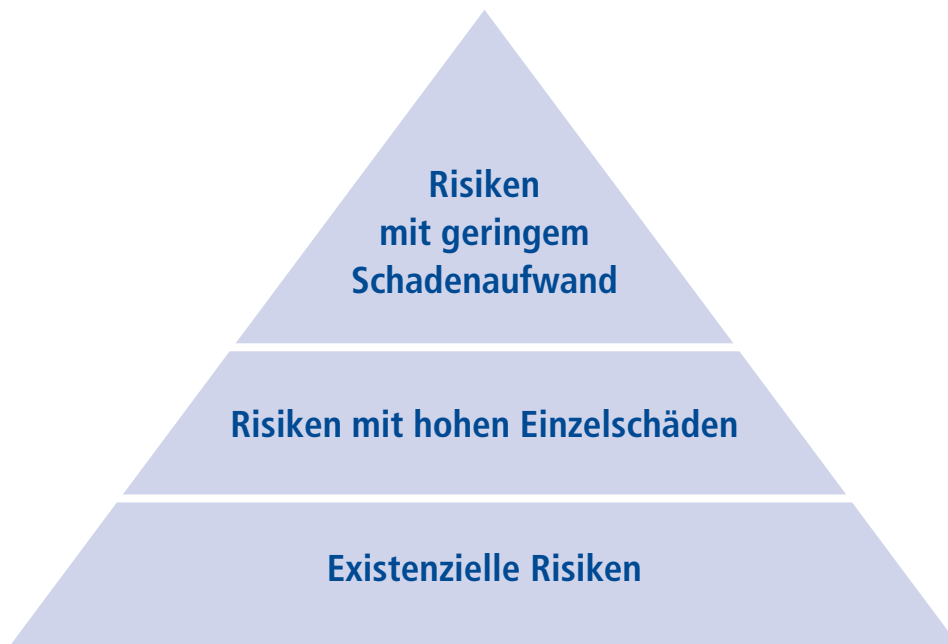 Risiken
mit geringem
Schadenaufwand
Risiken mit hohen Einzelschäden
Existenzielle Risiken